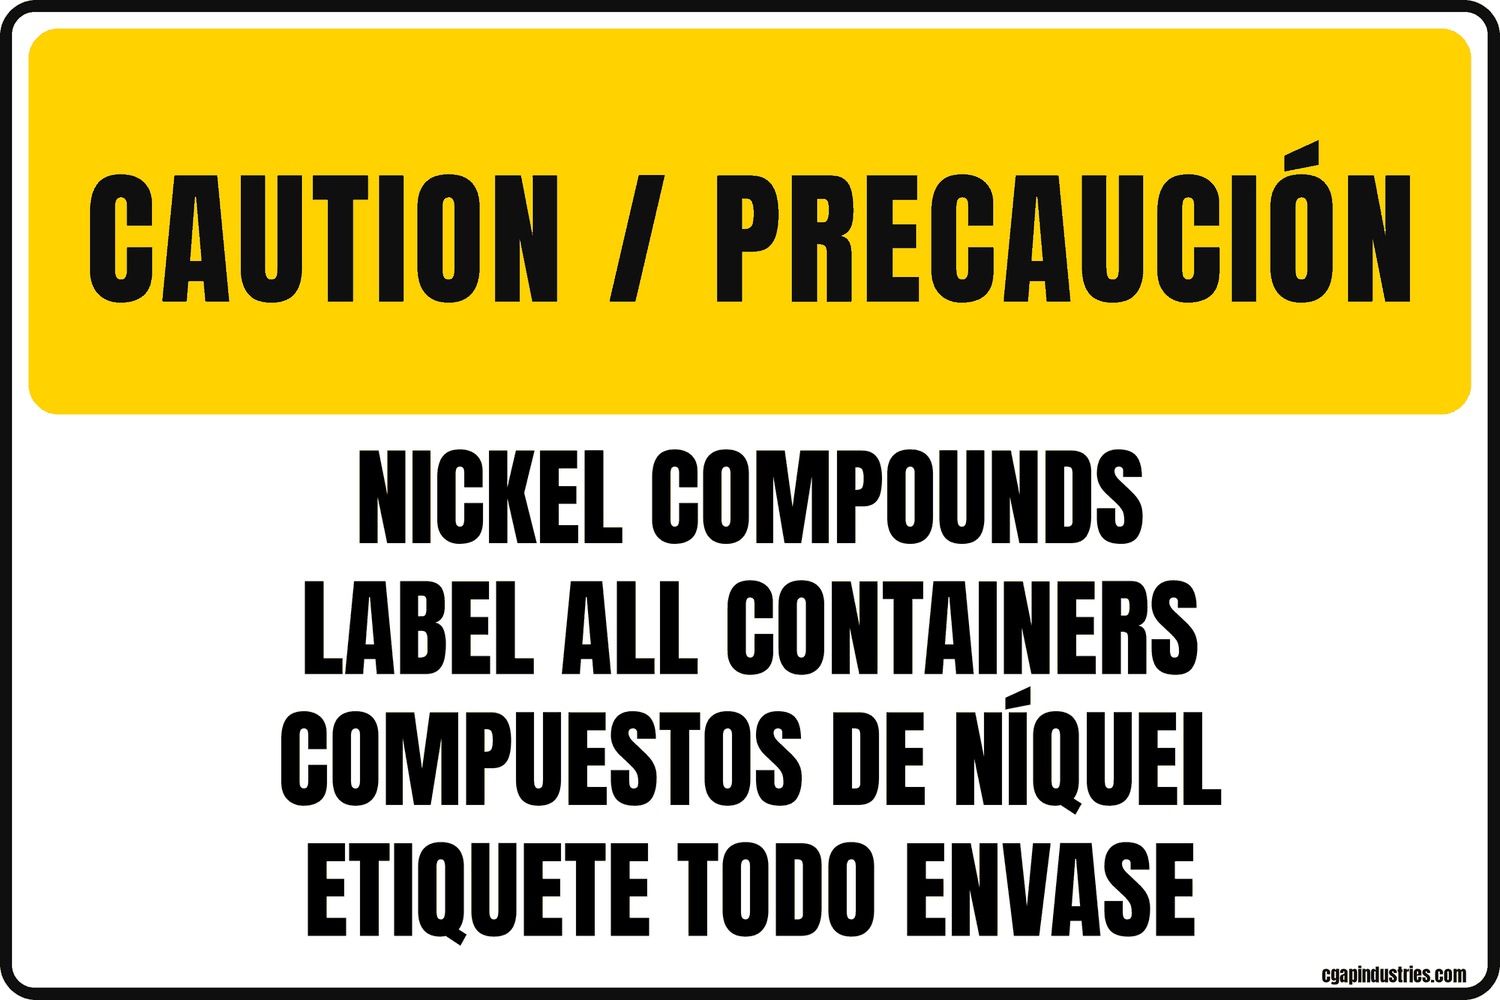 CAUTION / PRECAUCIÓN
NICKEL COMPOUNDS
LABEL ALL CONTAINERS
COMPUESTOS DE NÍQUEL
ETIQUETE TODO ENVASE
cgapindustries.com